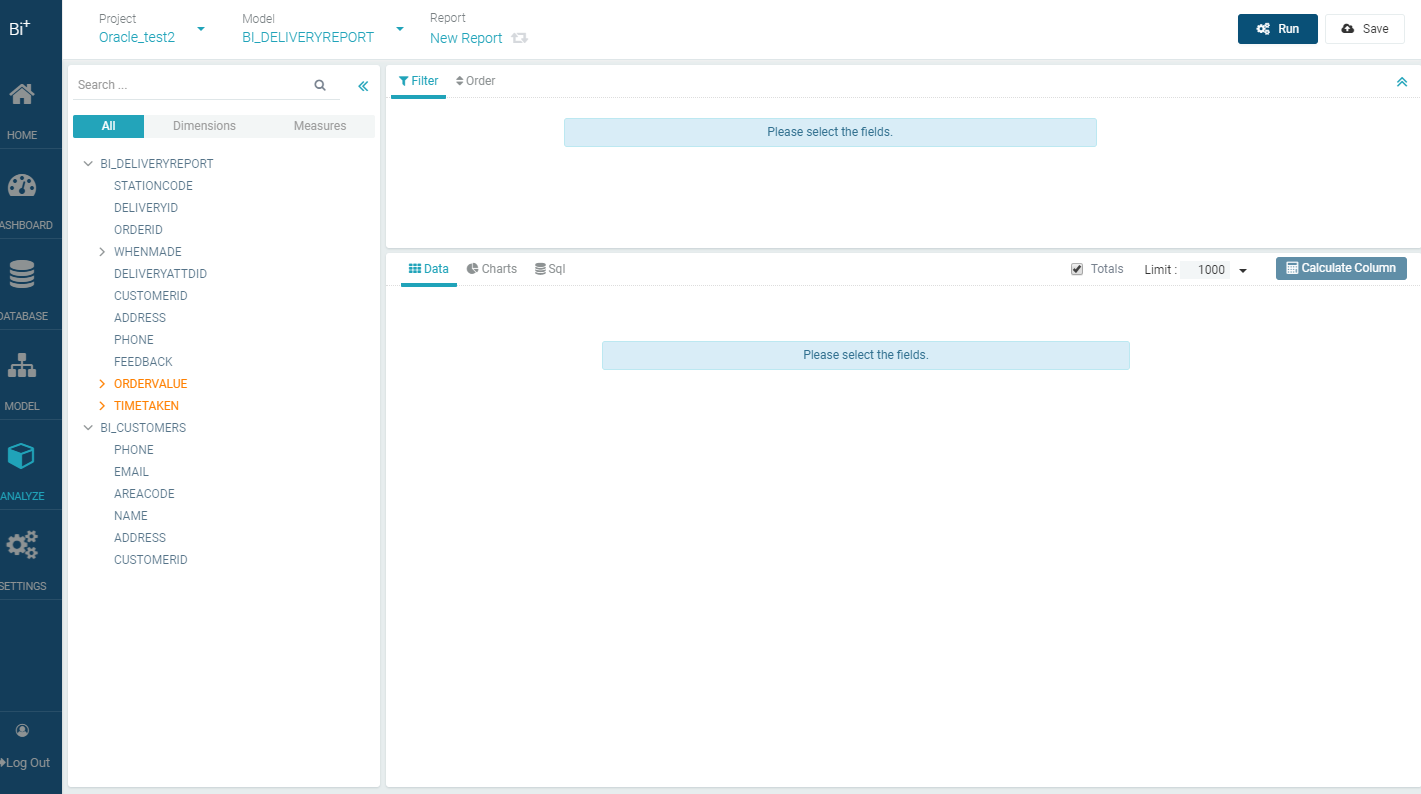 Bi+
Project
Oracle_test2
Model
BI_DELIVERYREPORT
Report
New Report
Run
Save
HOME
ASHBOARD
DATABASE
MODEL
ANALYZE
SETTINGS
Log Out
Search ...
All Dimensions Measures
BI_DELIVERYREPORT
STATIONCODE
DELIVERYID
ORDERID
WHENMADE
DELIVERYATTDID
CUSTOMERID
ADDRESS
PHONE
FEEDBACK
ORDERVALUE
TIMETAKEN
BI_CUSTOMERS
PHONE
EMAIL
AREACODE
NAME
ADDRESS
CUSTOMERID
Filter Order
Please select the fields.
Data Charts Sql
Totals Limit : 1000 Calculate Column
Please select the fields.